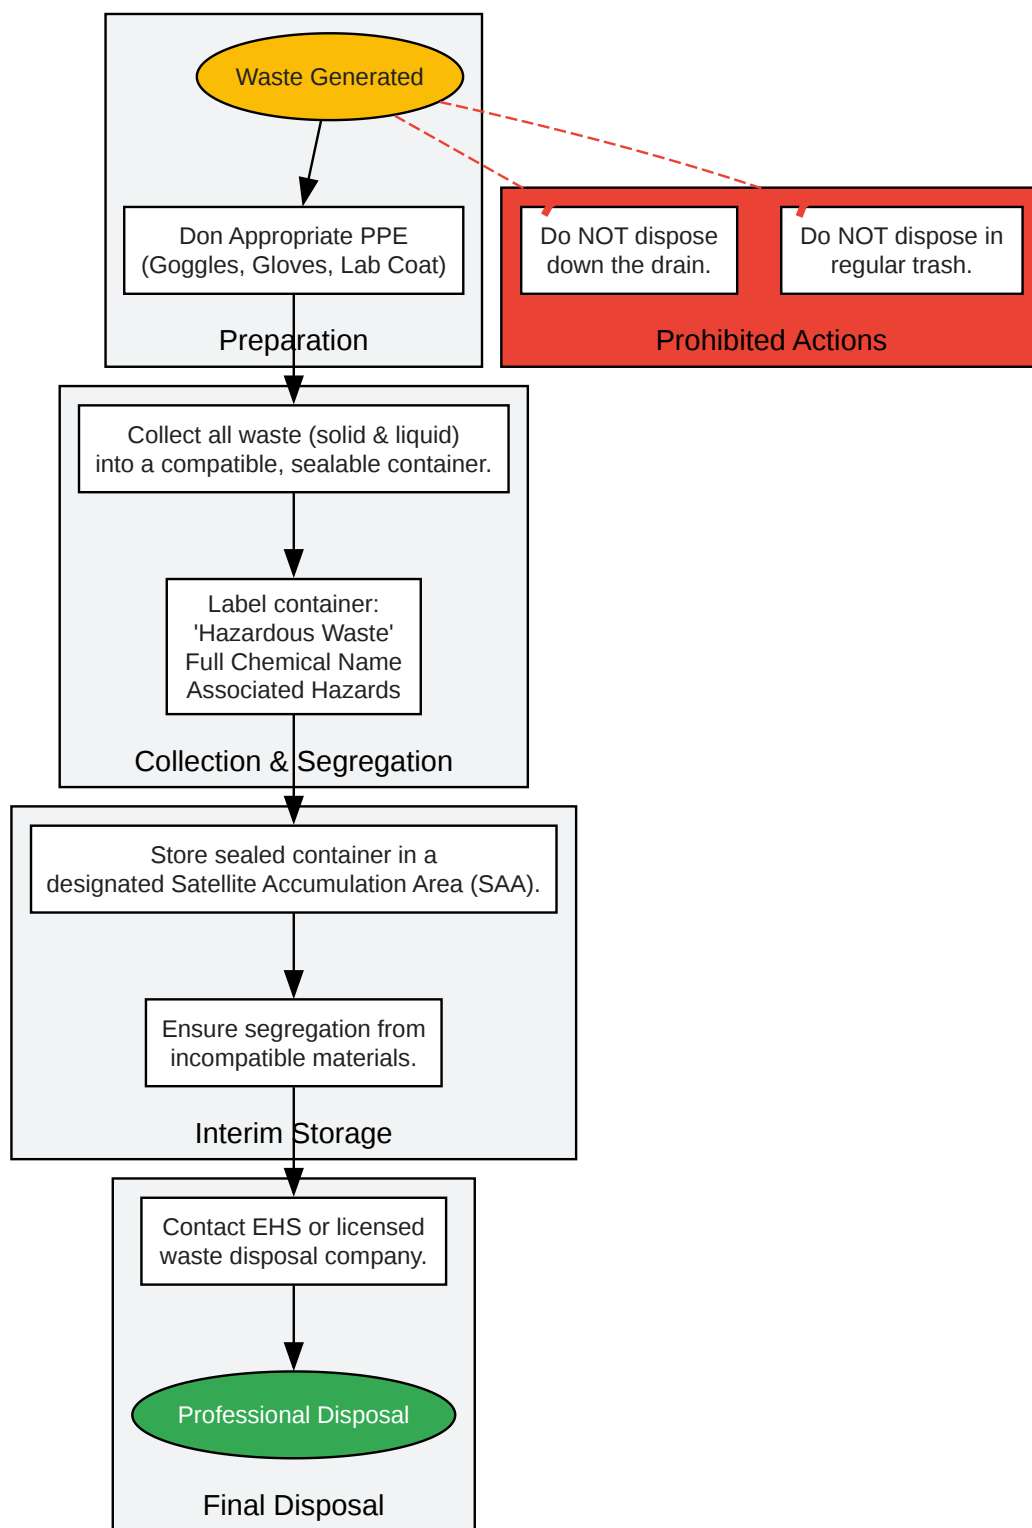 Waste Generated
Don Appropriate PPE
(Goggles, Gloves, Lab Coat)
Preparation
Do NOT dispose
down the drain.
Do NOT dispose in
regular trash.
Prohibited Actions
Collect all waste (solid & liquid)
into a compatible, sealable container.
Label container:
'Hazardous Waste'
Full Chemical Name
Associated Hazards
Collection & Segregation
Store sealed container in a
designated Satellite Accumulation Area (SAA).
Ensure segregation from
incompatible materials.
Interim Storage
Contact EHS or licensed
waste disposal company.
Professional Disposal
Final Disposal